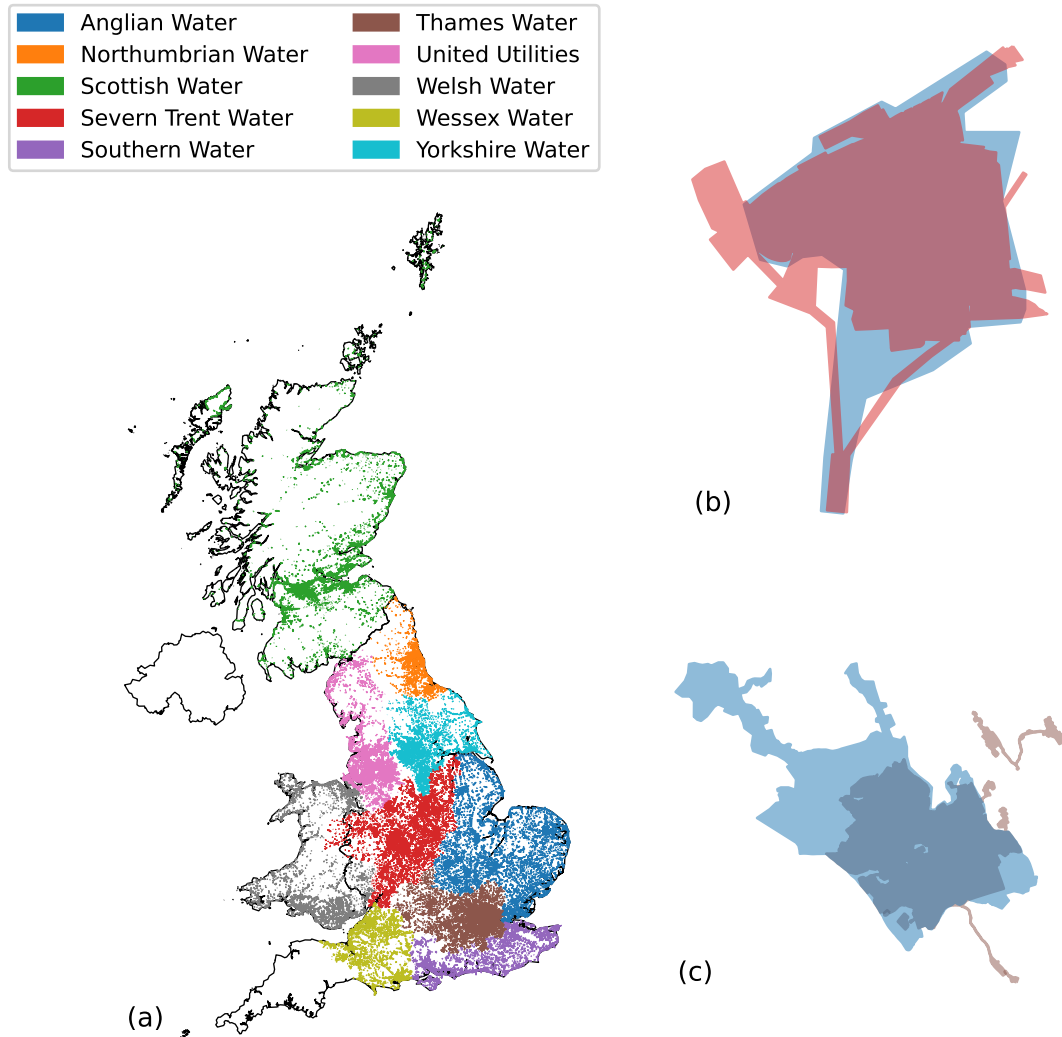 Anglian Water
Northumbrian Water
Scottish Water
Severn Trent Water
Southern Water
Thames Water
United Utilities
Welsh Water
Wessex Water
Yorkshire Water
(a)
(b)
(c)